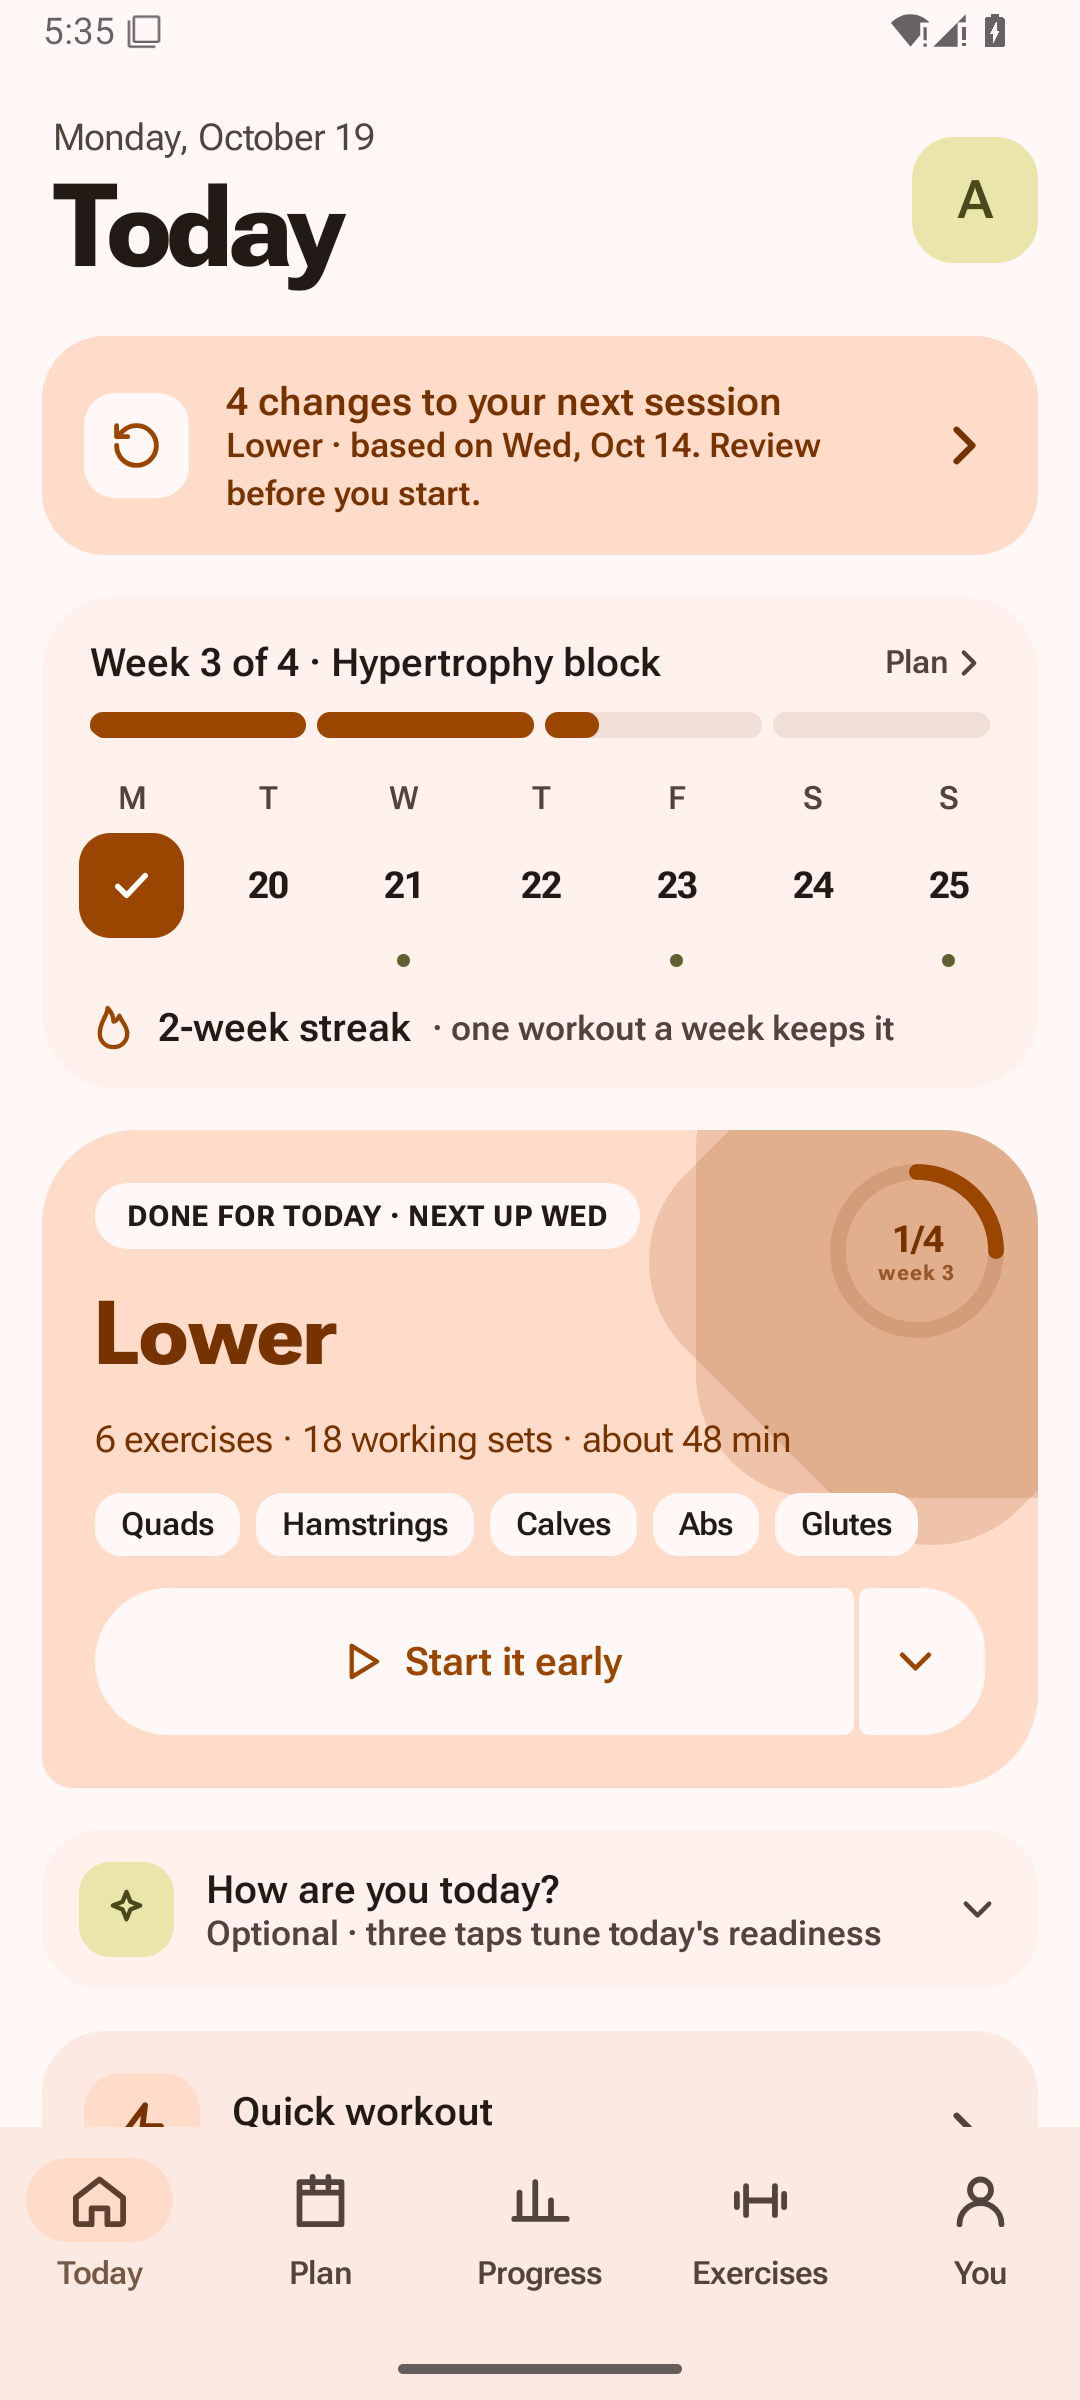 5:35
Monday, October 19
Today
A
4 changes to your next session
Lower · based on Wed, Oct 14. Review
before you start.
Week 3 of 4 · Hypertrophy block
Plan
M T W T F S S
20 21 22 23 24 25
2-week streak · one workout a week keeps it
DONE FOR TODAY · NEXT UP WED
1/4
week 3
Lower
6 exercises · 18 working sets · about 48 min
Quads Hamstrings Calves Abs Glutes
Start it early
How are you today?
Optional · three taps tune today's readiness
Quick workout
Today Plan Progress Exercises You